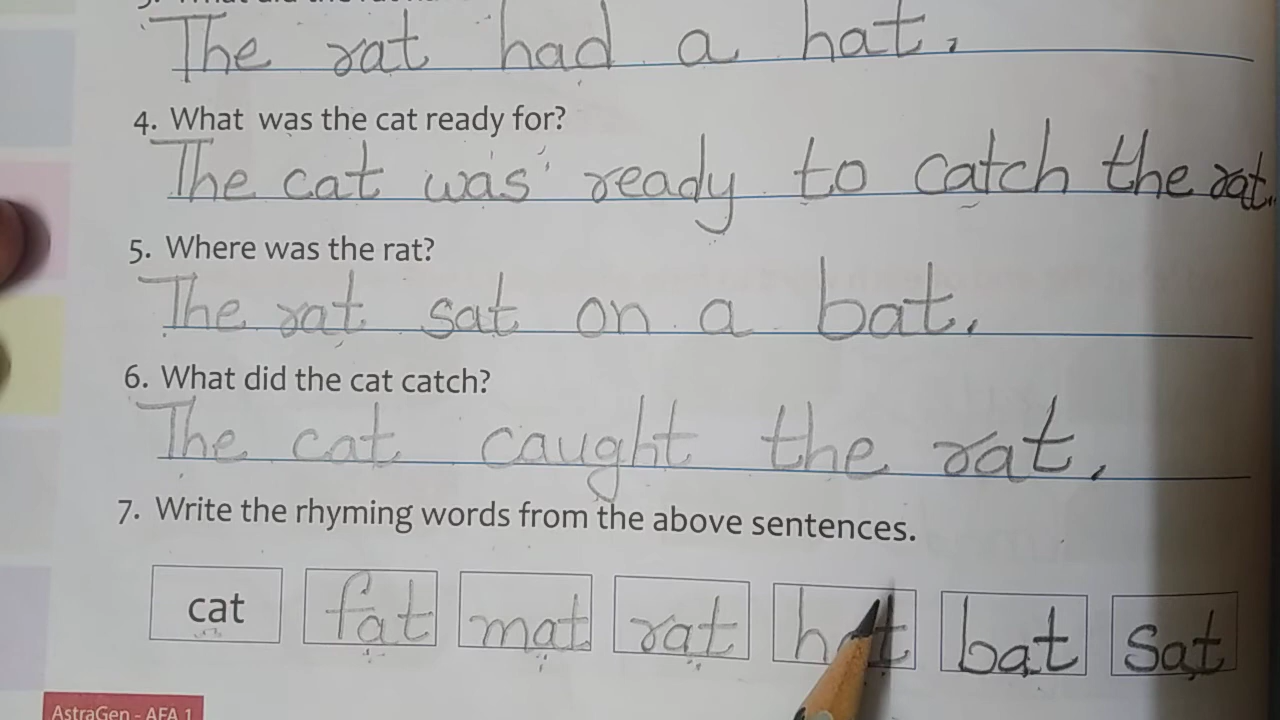 The rat had a hat.
4. What was the cat ready for?
The cat was ready to catch the rat.
5. Where was the rat?
The rat sat on a bat.
6. What did the cat catch?
The cat caught the rat.
7. Write the rhyming words from the above sentences.
cat fat mat rat hat bat sat
AstraGen - AFA 1